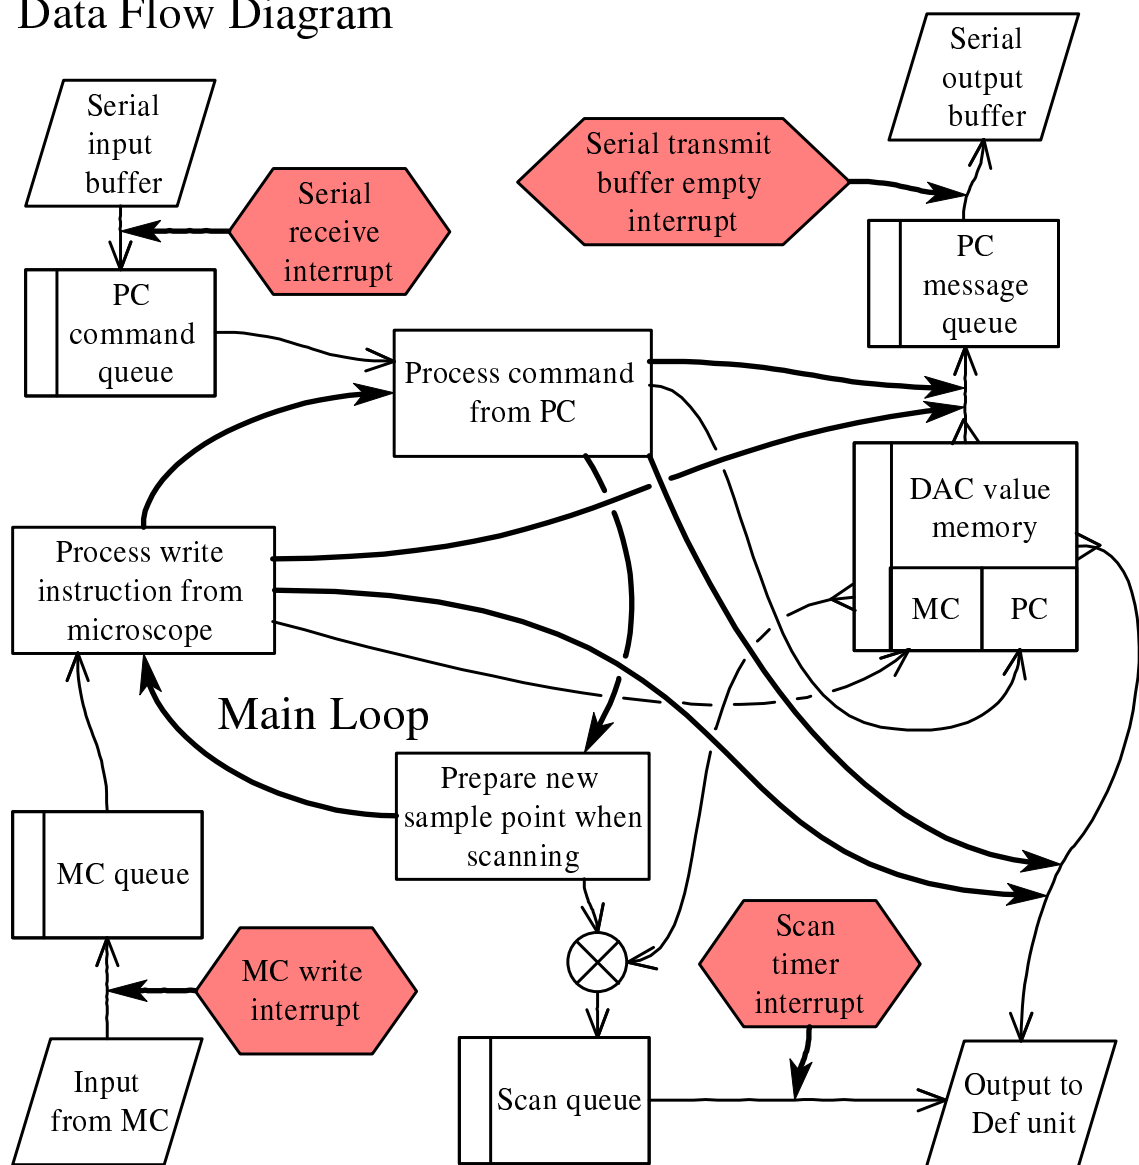 Data Flow Diagram
Serial
output
buffer
Serial
input
buffer
Serial transmit
buffer empty
interrupt
Serial
receive
interrupt
PC
message
queue
PC
command
queue
Process command
from PC
DAC value
memory
MC
PC
Process write
instruction from
microscope
Main Loop
Prepare new
sample point when
scanning
MC queue
Scan
timer
interrupt
MC write
interrupt
Input
from MC
Scan queue
Output to
Def unit